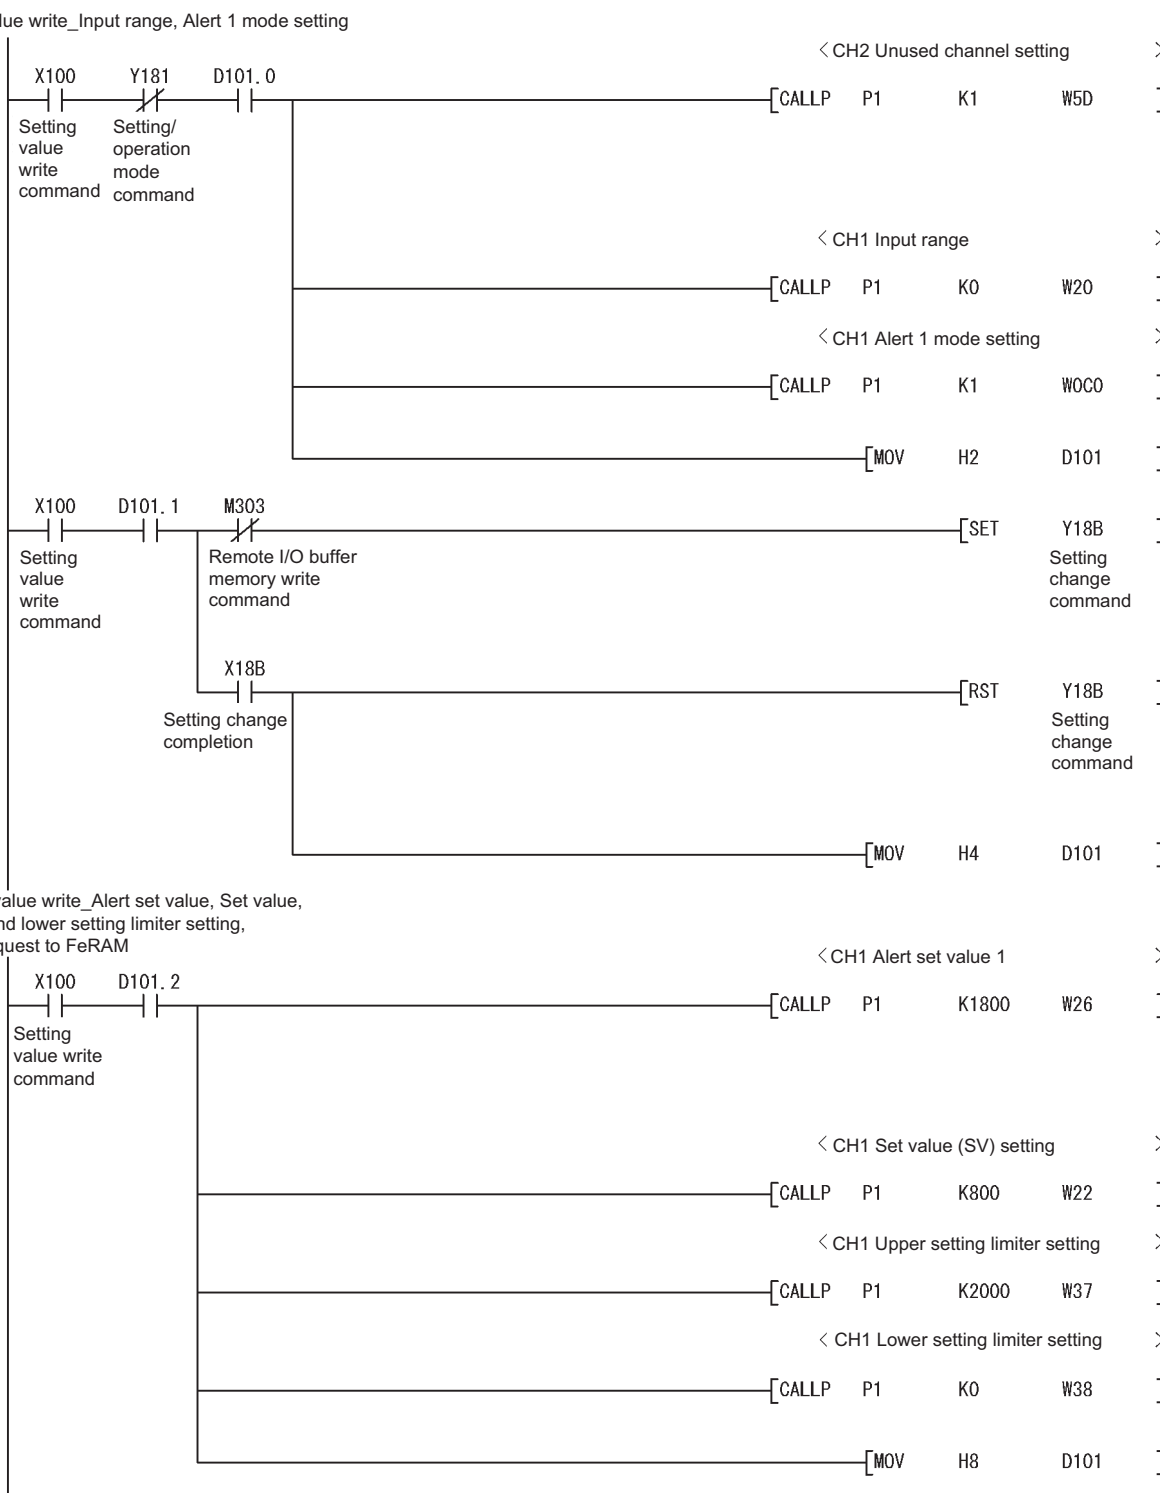 lue write_Input range, Alert 1 mode setting
< CH2 Unused channel setting >
X100 Y181 D101. 0
[CALLP P1 K1 W5D ]
Setting Setting/
value operation
write mode
command command
< CH1 Input range >
[CALLP P1 K0 W20 ]
< CH1 Alert 1 mode setting >
[CALLP P1 K1 W0C0 ]
[MOV H2 D101 ]
X100 D101. 1 M303
[SET Y18B ]
Setting Remote I/O buffer Setting
value memory write change
write command command
command
X18B
[RST Y18B ]
Setting change Setting
completion change
command
[MOV H4 D101 ]
value write_Alert set value, Set value,
nd lower setting limiter setting,
quest to FeRAM
< CH1 Alert set value 1 >
X100 D101. 2
[CALLP P1 K1800 W26 ]
Setting
value write
command
< CH1 Set value (SV) setting >
[CALLP P1 K800 W22 ]
< CH1 Upper setting limiter setting >
[CALLP P1 K2000 W37 ]
< CH1 Lower setting limiter setting >
[CALLP P1 K0 W38 ]
[MOV H8 D101 ]